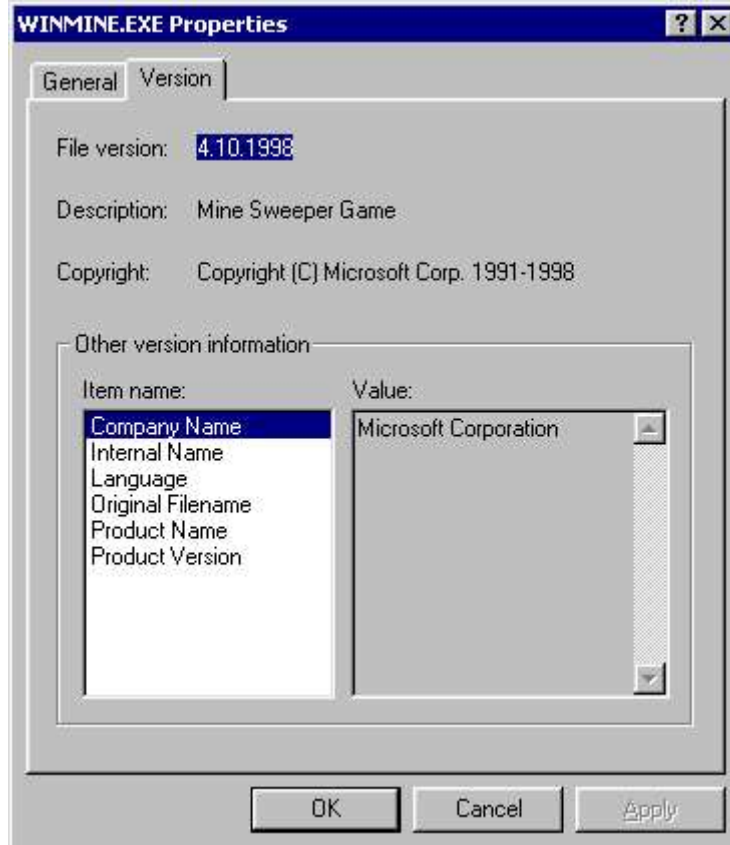 WINMINE.EXE Properties
General Version
File version: 4.10.1998
Description: Mine Sweeper Game
Copyright: Copyright (C) Microsoft Corp. 1991-1998
Other version information
Item name: Value:
Company Name Microsoft Corporation
Internal Name
Language
Original Filename
Product Name
Product Version
OK Cancel Apply